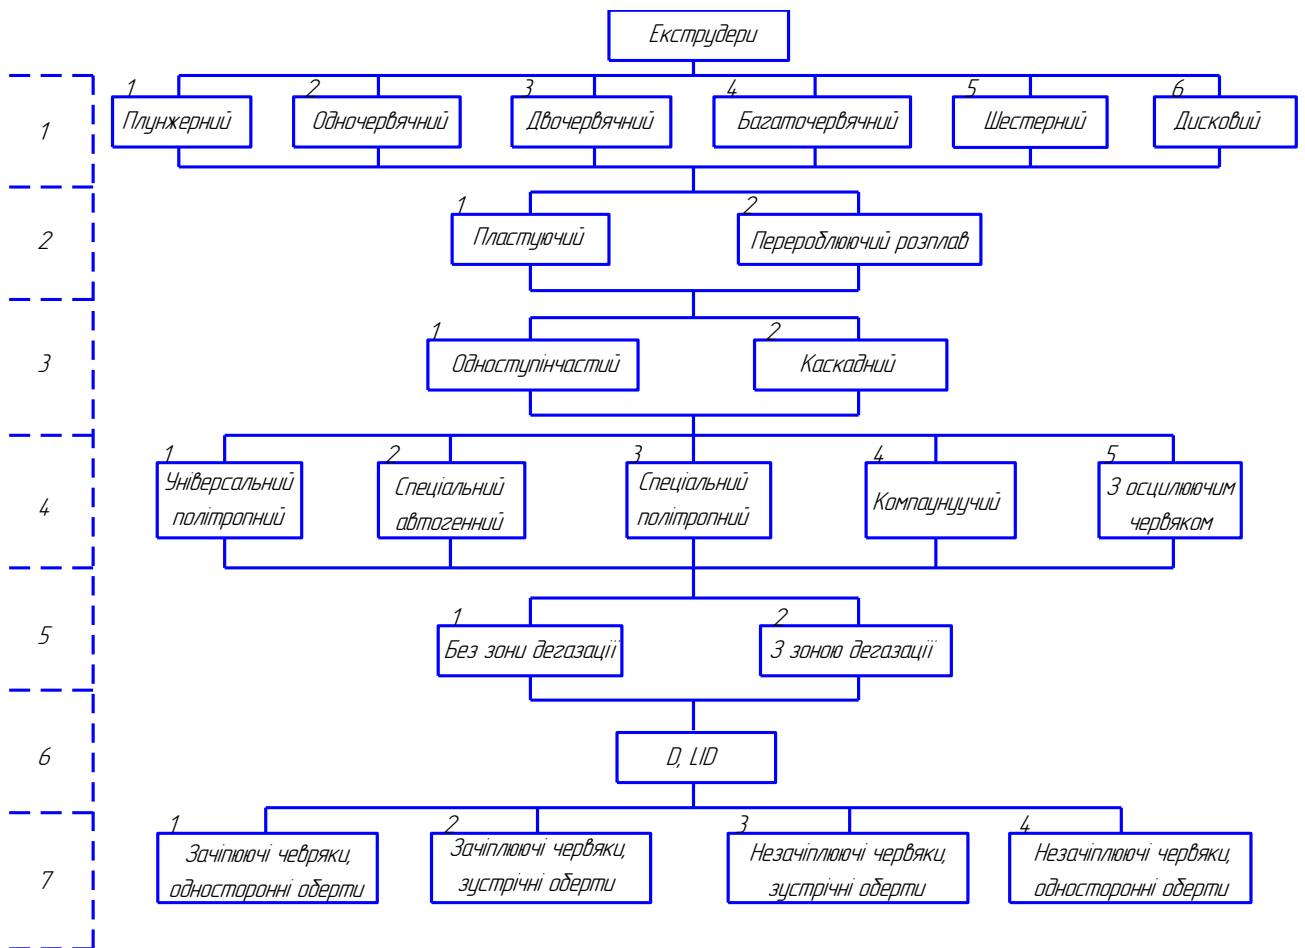 Екструдери
1 2 3 4 5 6
1 Плунжерний Одночервячний Двочервячний Багаточервячний Шестерний Дисковий
1 2
2 Пластуючий Перероблюючий розплав
1 2
3 Одноступінчастий Каскадний
1 2 3 4 5
4
Універсальний
політропний
Спеціальний
автогенний
Спеціальний
політропний
Компаунуучий
З осцилюючим
червяком
1 2
5 Без зони дегазації З зоною дегазації
6 D, LID
1 2 3 4
7
Зачіпюючі чевряки,
односторонні оберти
Зачіплюючі червяки,
зустрічні оберти
Незачіплюючі червяки,
зустрічні оберти
Незачіплюючі червяки,
односторонні оберти